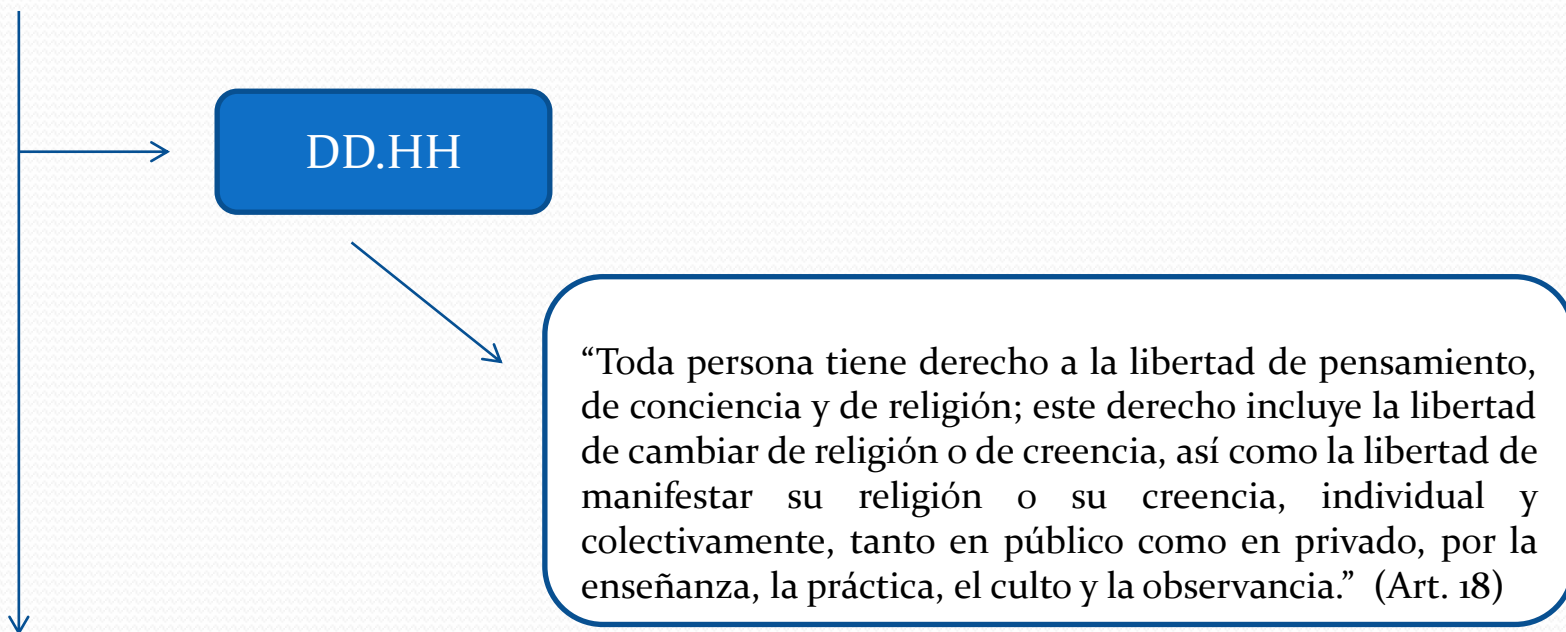 DD.HH
“Toda persona tiene derecho a la libertad de pensamiento,
de conciencia y de religión; este derecho incluye la libertad
de cambiar de religión o de creencia, así como la libertad de
manifestar su religión o su creencia, individual y
colectivamente, tanto en público como en privado, por la
enseñanza, la práctica, el culto y la observancia.” (Art. 18)